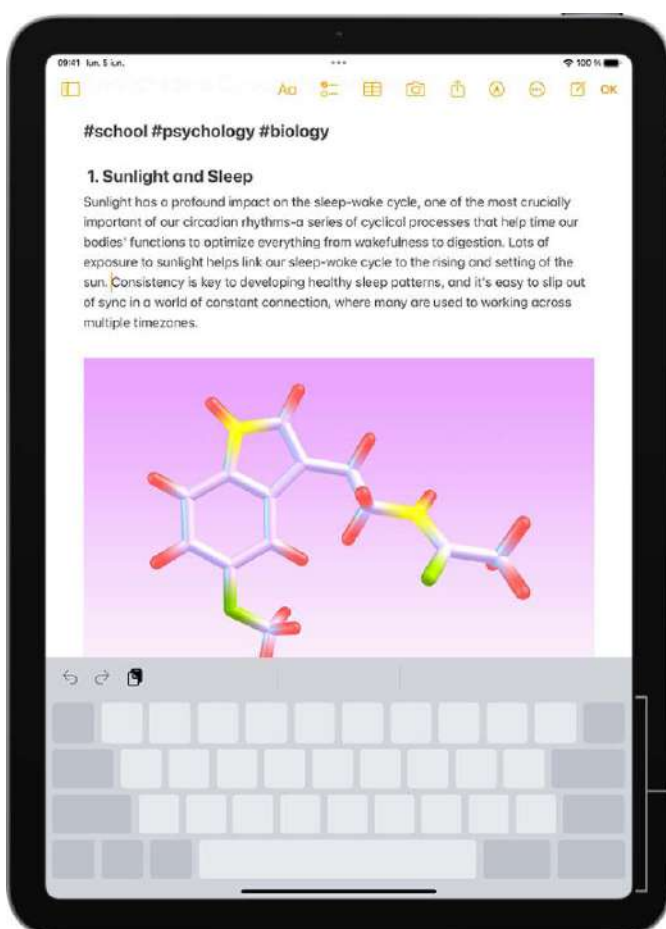 09:41 lun. 5 iun.
100 %
Aa
OK
#school #psychology #biology
1. Sunlight and Sleep
Sunlight has a profound impact on the sleep-wake cycle, one of the most crucially
important of our circadian rhythms-a series of cyclical processes that help time our
bodies' functions to optimize everything from wakefulness to digestion. Lots of
exposure to sunlight helps link our sleep-wake cycle to the rising and setting of the
sun. Consistency is key to developing healthy sleep patterns, and it's easy to slip out
of sync in a world of constant connection, where many are used to working across
multiple timezones.